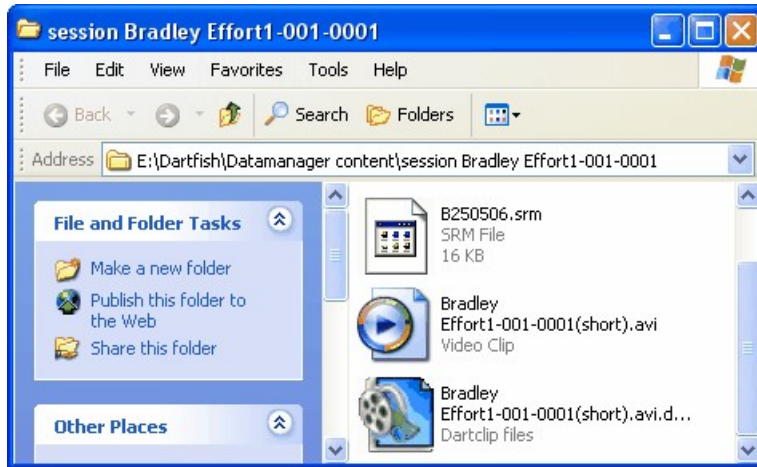 session Bradley Effort1-001-0001
File Edit View Favorites Tools Help
Back Search Folders
Address E:\Dartfish\Datamanager content\session Bradley Effort1-001-0001
File and Folder Tasks
Make a new folder
Publish this folder to
the Web
Share this folder
Other Places
B250506.srm
SRM File
16 KB
Bradley
Effort1-001-0001(short).avi
Video Clip
Bradley
Effort1-001-0001(short).avi.d...
Dartclip files